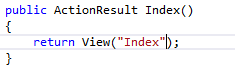 public ActionResult Index()
{
    return View("Index");
}